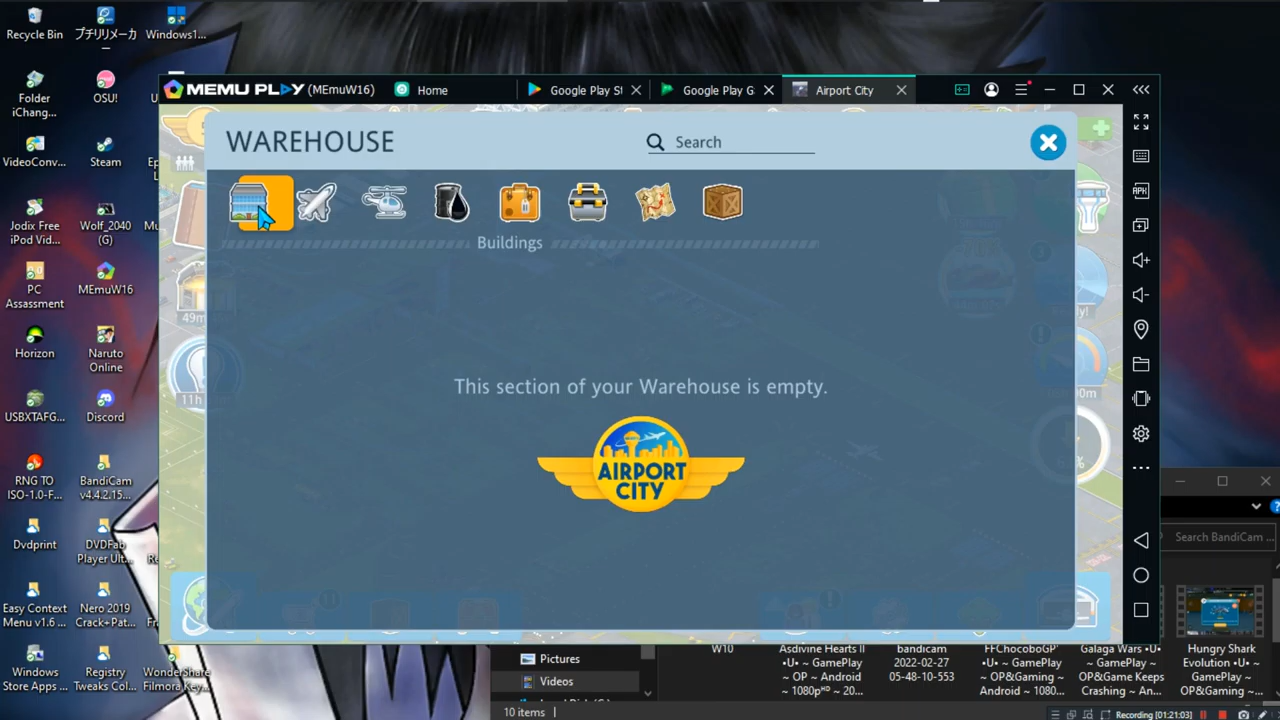 Recycle Bin
プチリメーカ
ー
Windows1...
Folder
iChang...
OSU!
VideoConv...
Steam
Jodix Free
iPod Vid...
Wolf_2040
(G)
PC
Assassment
MEmuW16
Horizon
Naruto
Online
USBXTAFG...
Discord
RNG TO
ISO-1.0-F...
BandiCam
v4.4.2.15...
Dvdprint
DVDFab
Player Ult...
Easy Context
Menu v1.6 ...
Nero 2019
Crack+Pat...
Windows
Store Apps ...
Registry
Tweaks Col...
WonderShare
Filmora Key...
MEMU PLAY (MEmuW16)
Home
Google Play St
Google Play G
Airport City
WAREHOUSE
Search
Buildings
49m
11h
This section of your Warehouse is empty.
AIRPORT
CITY
APK
Search BandiCam ...
Pictures
Videos
10 items
W10
Asdivine Hearts II
•U• ~ GamePlay
~ OP ~ Android
~ 1080pᴴᴰ ~ 20...
bandicam
2022-02-27
05-48-10-553
FFChocoboGP'
•U• ~ GamePlay
~ OP&Gaming ~
Android ~ 1080...
Galaga Wars •U•
~ GamePlay ~
OP&Game Keeps
Crashing ~ An...
Hungry Shark
Evolution •U• ~
GamePlay ~
OP&Gaming ~...
Recording [01:21:03]